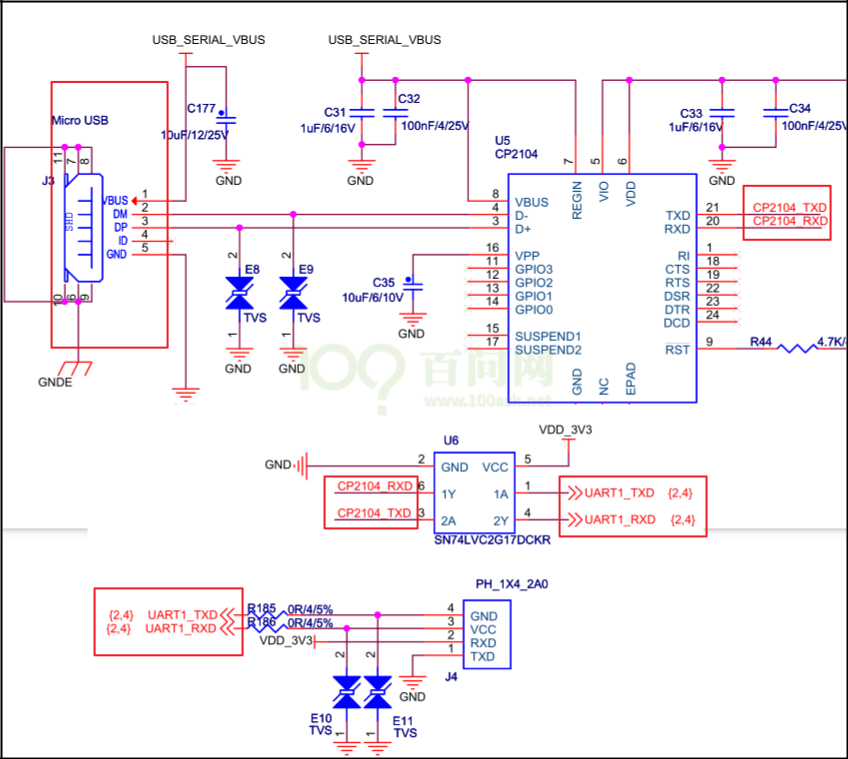 USB_SERIAL_VBUS
USB_SERIAL_VBUS
C177
10uF/12/25V
GND
C31
1uF/6/16V
C32
100nF/4/25V
GND
C33
1uF/6/16V
C34
100nF/4/25V
GND
Micro USB
J3
11
7
8
SHD
10
6
9
VBUS 1
DM 2
DP 3
ID 4
GND 5
GNDE
2
E8
TVS
1
GND
2
E9
TVS
1
GND
C35
10uF/6/10V
GND
U5
CP2104
7
5
6
REGIN
VIO
VDD
8 VBUS
4 D-
3 D+
16 VPP
11 GPIO3
12 GPIO2
13 GPIO1
14 GPIO0
15 SUSPEND1
17 SUSPEND2
GND
NC
EPAD
TXD 21 CP2104_TXD
RXD 20 CP2104_RXD
RI 1
CTS 18
RTS 19
DSR 22
DTR 23
DCD 24
RST 9
R44 4.7K/
100? 百问网
www.100ask.net
U6
VDD_3V3
GND 2 GND VCC 5
CP2104_RXD 6 1Y 1A 1 UART1_TXD {2,4}
CP2104_TXD 3 2A 2Y 4 UART1_RXD {2,4}
SN74LVC2G17DCKR
PH_1X4_2A0
{2,4} UART1_TXD R185 0R/4/5% 4 GND
{2,4} UART1_RXD R186 0R/4/5% 3 VCC
VDD_3V3 2 RXD
1 TXD
J4
GND
2
2
E10
TVS
1
E11
TVS
1